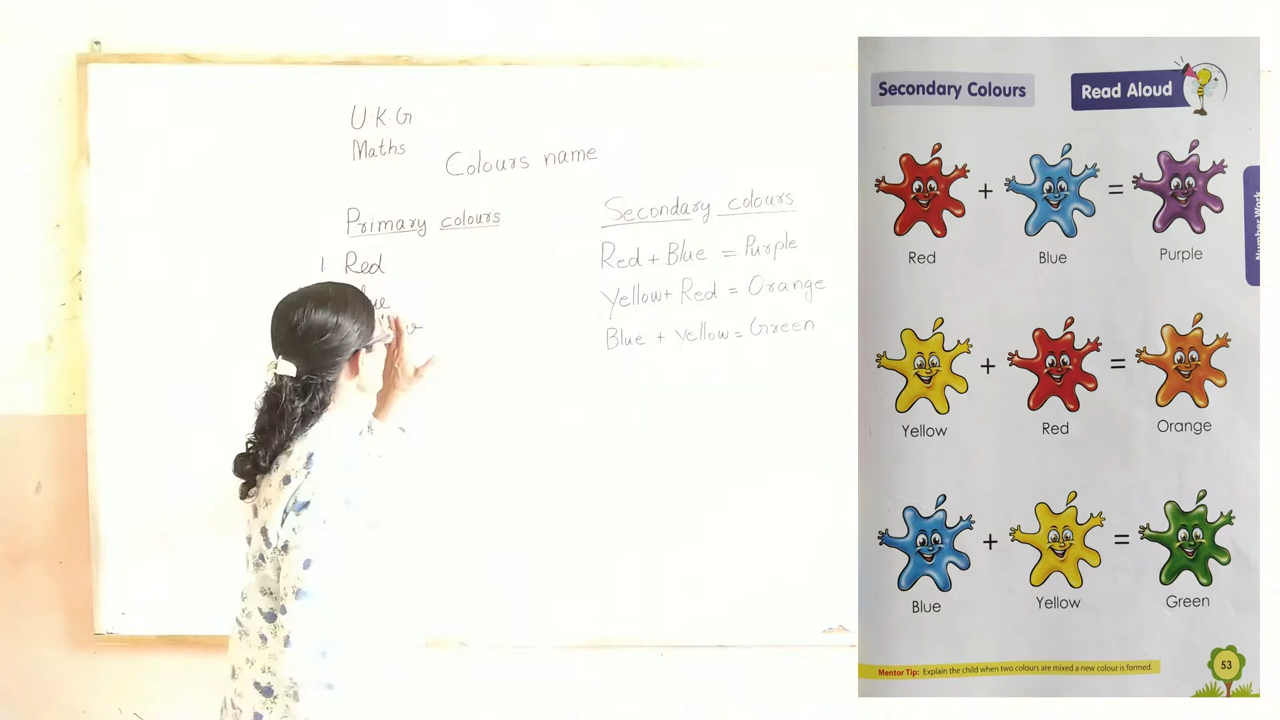 U.K.G
Maths
Colours name
Primary colours
1 Red
Secondary colours
Red + Blue = Purple
Yellow + Red = Orange
Blue + yellow = Green
Secondary Colours
Read Aloud
Red + Blue = Purple
Yellow + Red = Orange
Blue + Yellow = Green
Number Work
Mentor Tip: Explain the child when two colours are mixed a new colour is formed.
53